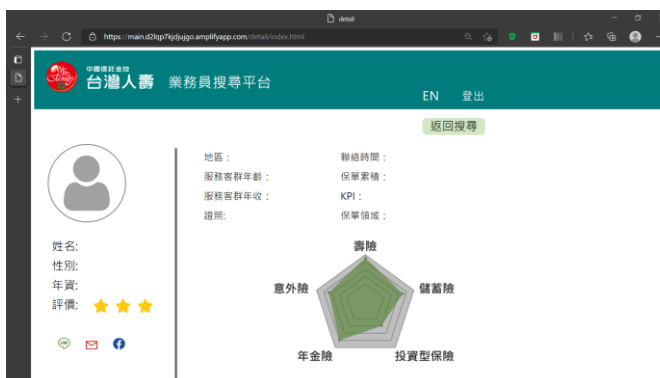 detail
https://main.d2lqp7kjdjujgo.amplifyapp.com/detail/index.html
中國信託金控
台灣人壽 業務員搜尋平台
EN 登出
返回搜尋
地區：
聯絡時間：
服務客群年齡：
保單累積：
服務客群年收：
KPI：
證照:
保單領域：
姓名:
性別:
年資:
評價:
壽險
意外險
儲蓄險
年金險
投資型保險
LINE